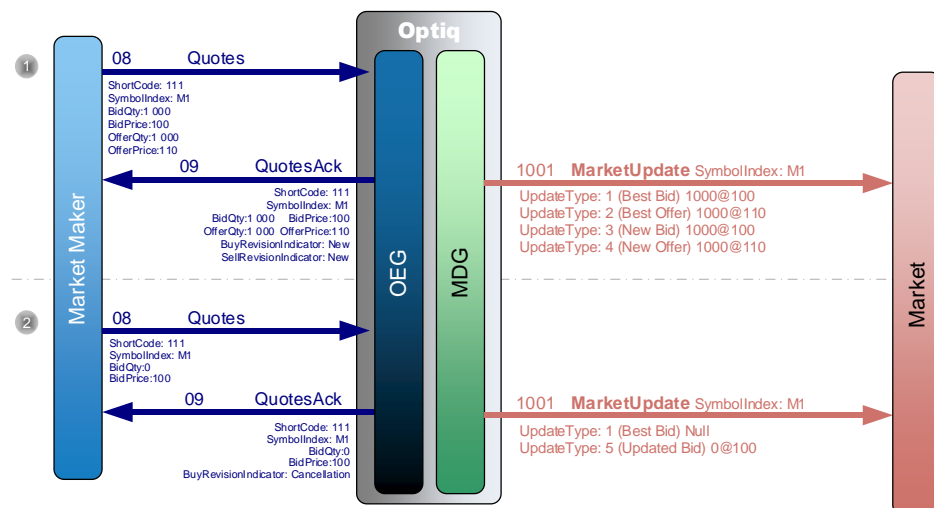 Optiq
1
08 Quotes
ShortCode: 111
SymbolIndex: M1
BidQty:1 000
BidPrice:100
OfferQty:1 000
OfferPrice:110
09 QuotesAck
ShortCode: 111
SymbolIndex: M1
BidQty:1 000 BidPrice:100
OfferQty:1 000 OfferPrice:110
BuyRevisionIndicator: New
SellRevisionIndicator: New
1001 MarketUpdate SymbolIndex: M1
UpdateType: 1 (Best Bid) 1000@100
UpdateType: 2 (Best Offer) 1000@110
UpdateType: 3 (New Bid) 1000@100
UpdateType: 4 (New Offer) 1000@110
Market Maker
OEG
MDG
Market
2
08 Quotes
ShortCode: 111
SymbolIndex: M1
BidQty:0
BidPrice:100
09 QuotesAck
ShortCode: 111
SymbolIndex: M1
BidQty:0
BidPrice:100
BuyRevisionIndicator: Cancellation
1001 MarketUpdate SymbolIndex: M1
UpdateType: 1 (Best Bid) Null
UpdateType: 5 (Updated Bid) 0@100